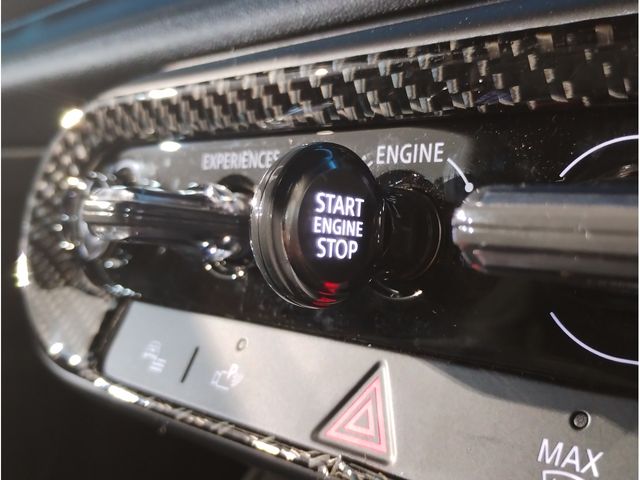 EXPERIENCES
ENGINE
START
ENGINE
STOP
P
MAX